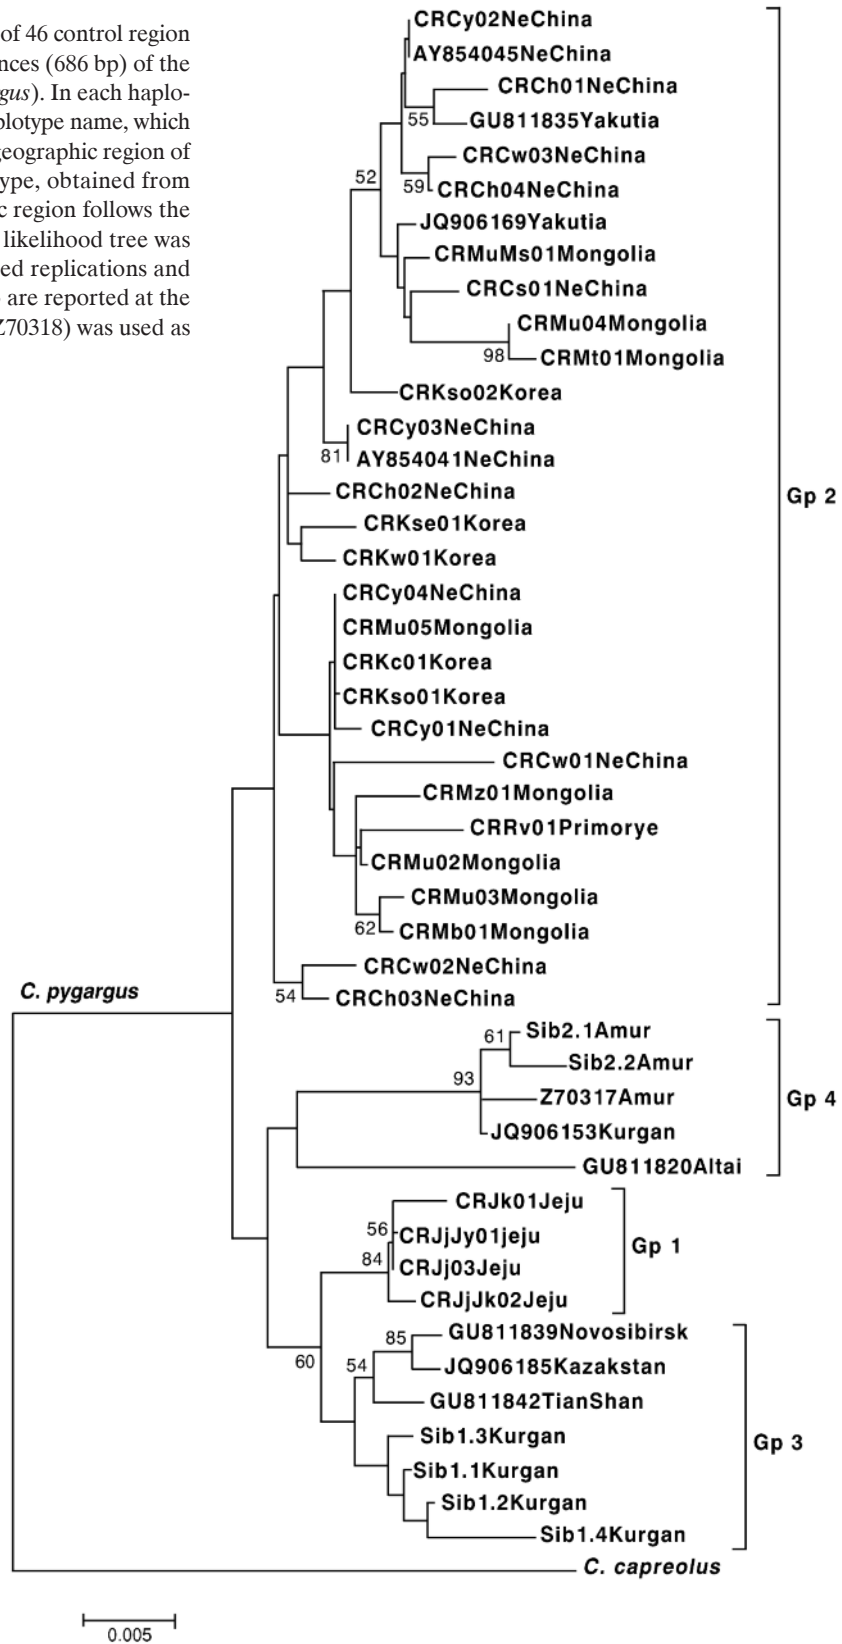 of 46 control region
nces (686 bp) of the
gus). In each haplo-
plotype name, which
geographic region of
ype, obtained from
c region follows the
likelihood tree was
ed replications and
are reported at the
Z70318) was used as
CRCy02NeChina
AY854045NeChina
CRCh01NeChina
55
GU811835Yakutia
CRCw03NeChina
52
59
CRCh04NeChina
JQ906169Yakutia
CRMuMs01Mongolia
CRCs01NeChina
CRMu04Mongolia
98
CRMt01Mongolia
CRKso02Korea
CRCy03NeChina
81
AY854041NeChina
CRCh02NeChina
Gp 2
CRKse01Korea
CRKw01Korea
CRCy04NeChina
CRMu05Mongolia
CRKc01Korea
CRKso01Korea
CRCy01NeChina
CRCw01NeChina
CRMz01Mongolia
CRRv01Primorye
CRMu02Mongolia
CRMu03Mongolia
62
CRMb01Mongolia
CRCw02NeChina
C. pygargus
54
CRCh03NeChina
Sib2.1Amur
61
Sib2.2Amur
93
Z70317Amur
Gp 4
JQ906153Kurgan
GU811820Altai
CRJk01Jeju
56
CRJjJy01jeju
Gp 1
84
CRJj03Jeju
CRJjJk02Jeju
GU811839Novosibirsk
85
60
54
JQ906185Kazakstan
GU811842TianShan
Sib1.3Kurgan
Gp 3
Sib1.1Kurgan
Sib1.2Kurgan
Sib1.4Kurgan
C. capreolus
0.005